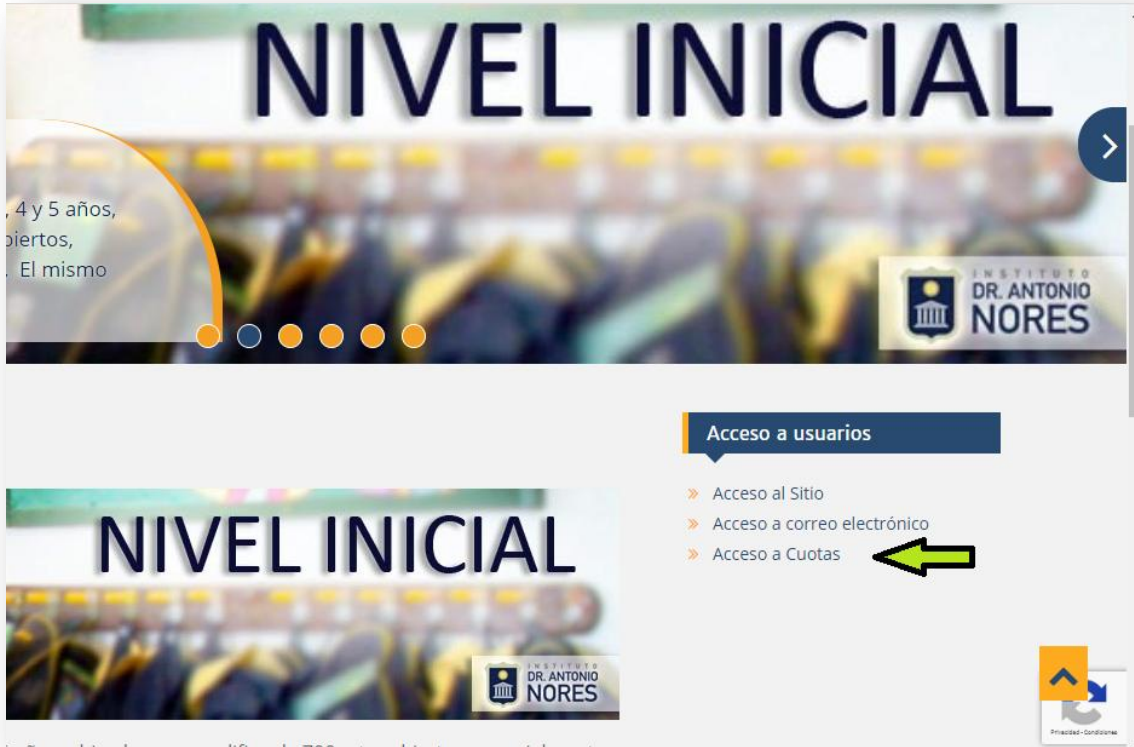 NIVEL INICIAL
, 4 y 5 años,
biertos,
. El mismo
INSTITUTO
DR. ANTONIO
NORES
Acceso a usuarios
Acceso al Sitio
Acceso a correo electrónico
Acceso a Cuotas
NIVEL INICIAL
INSTITUTO
DR. ANTONIO
NORES
Privacidad - Condiciones